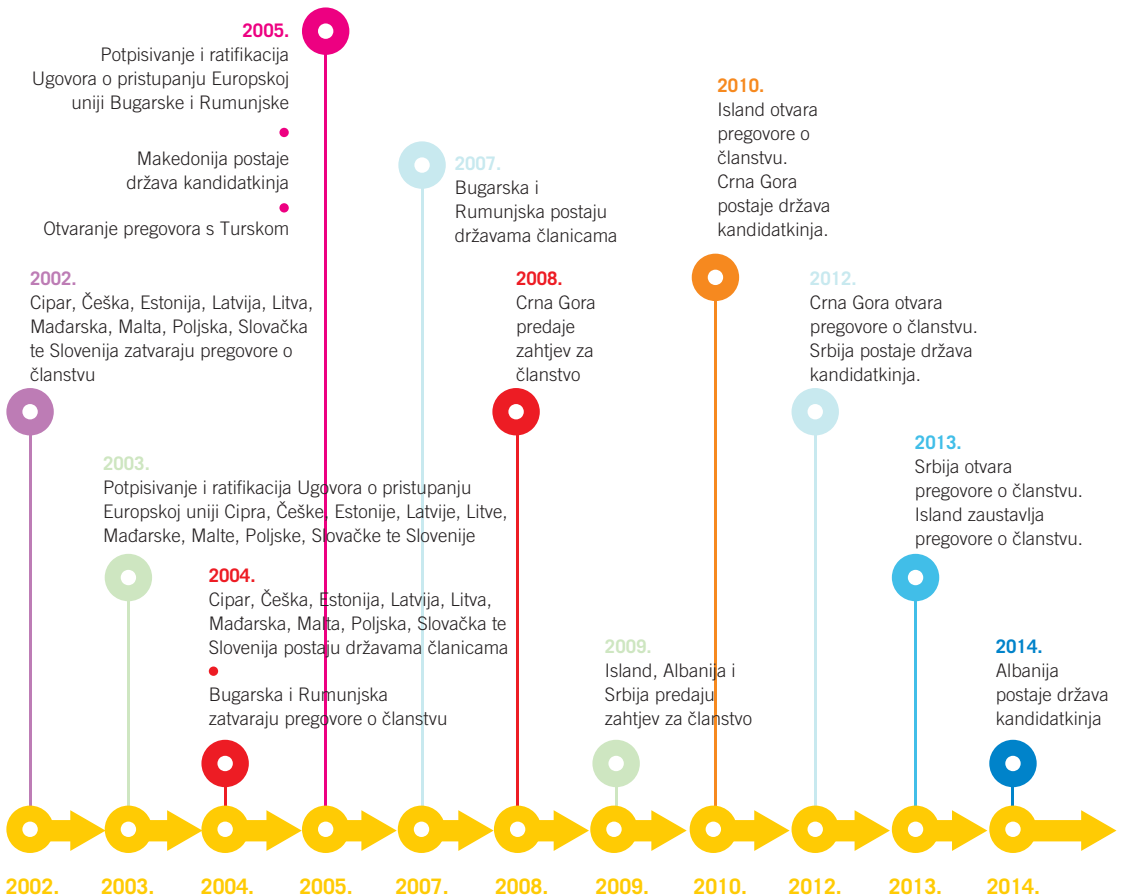 2005.
Potpisivanje i ratifikacija
Ugovora o pristupanju Europskoj
uniji Bugarske i Rumunjske
Makedonija postaje
država kandidatkinja
Otvaranje pregovora s Turskom
2010.
Island otvara
pregovore o
članstvu.
Crna Gora
postaje država
kandidatkinja.
2007.
Bugarska i
Rumunjska postaju
državama članicama
2002.
Cipar, Češka, Estonija, Latvija, Litva,
Mađarska, Malta, Poljska, Slovačka
te Slovenija zatvaraju pregovore o
članstvu
2008.
Crna Gora
predaje
zahtjev za
članstvo
2012.
Crna Gora otvara
pregovore o članstvu.
Srbija postaje država
kandidatkinja.
2003.
Potpisivanje i ratifikacija Ugovora o pristupanju
Europskoj uniji Cipra, Češke, Estonije, Latvije, Litve,
Mađarske, Malte, Poljske, Slovačke te Slovenije
2013.
Srbija otvara
pregovore o članstvu.
Island zaustavlja
pregovore o članstvu.
2004.
Cipar, Češka, Estonija, Latvija, Litva,
Mađarska, Malta, Poljska, Slovačka te
Slovenija postaju državama članicama
Bugarska i Rumunjska
zatvaraju pregovore o članstvu
2009.
Island, Albanija i
Srbija predaju
zahtjev za članstvo
2014.
Albanija
postaje država
kandidatkinja
2002. 2003. 2004. 2005. 2007. 2008. 2009. 2010. 2012. 2013. 2014.